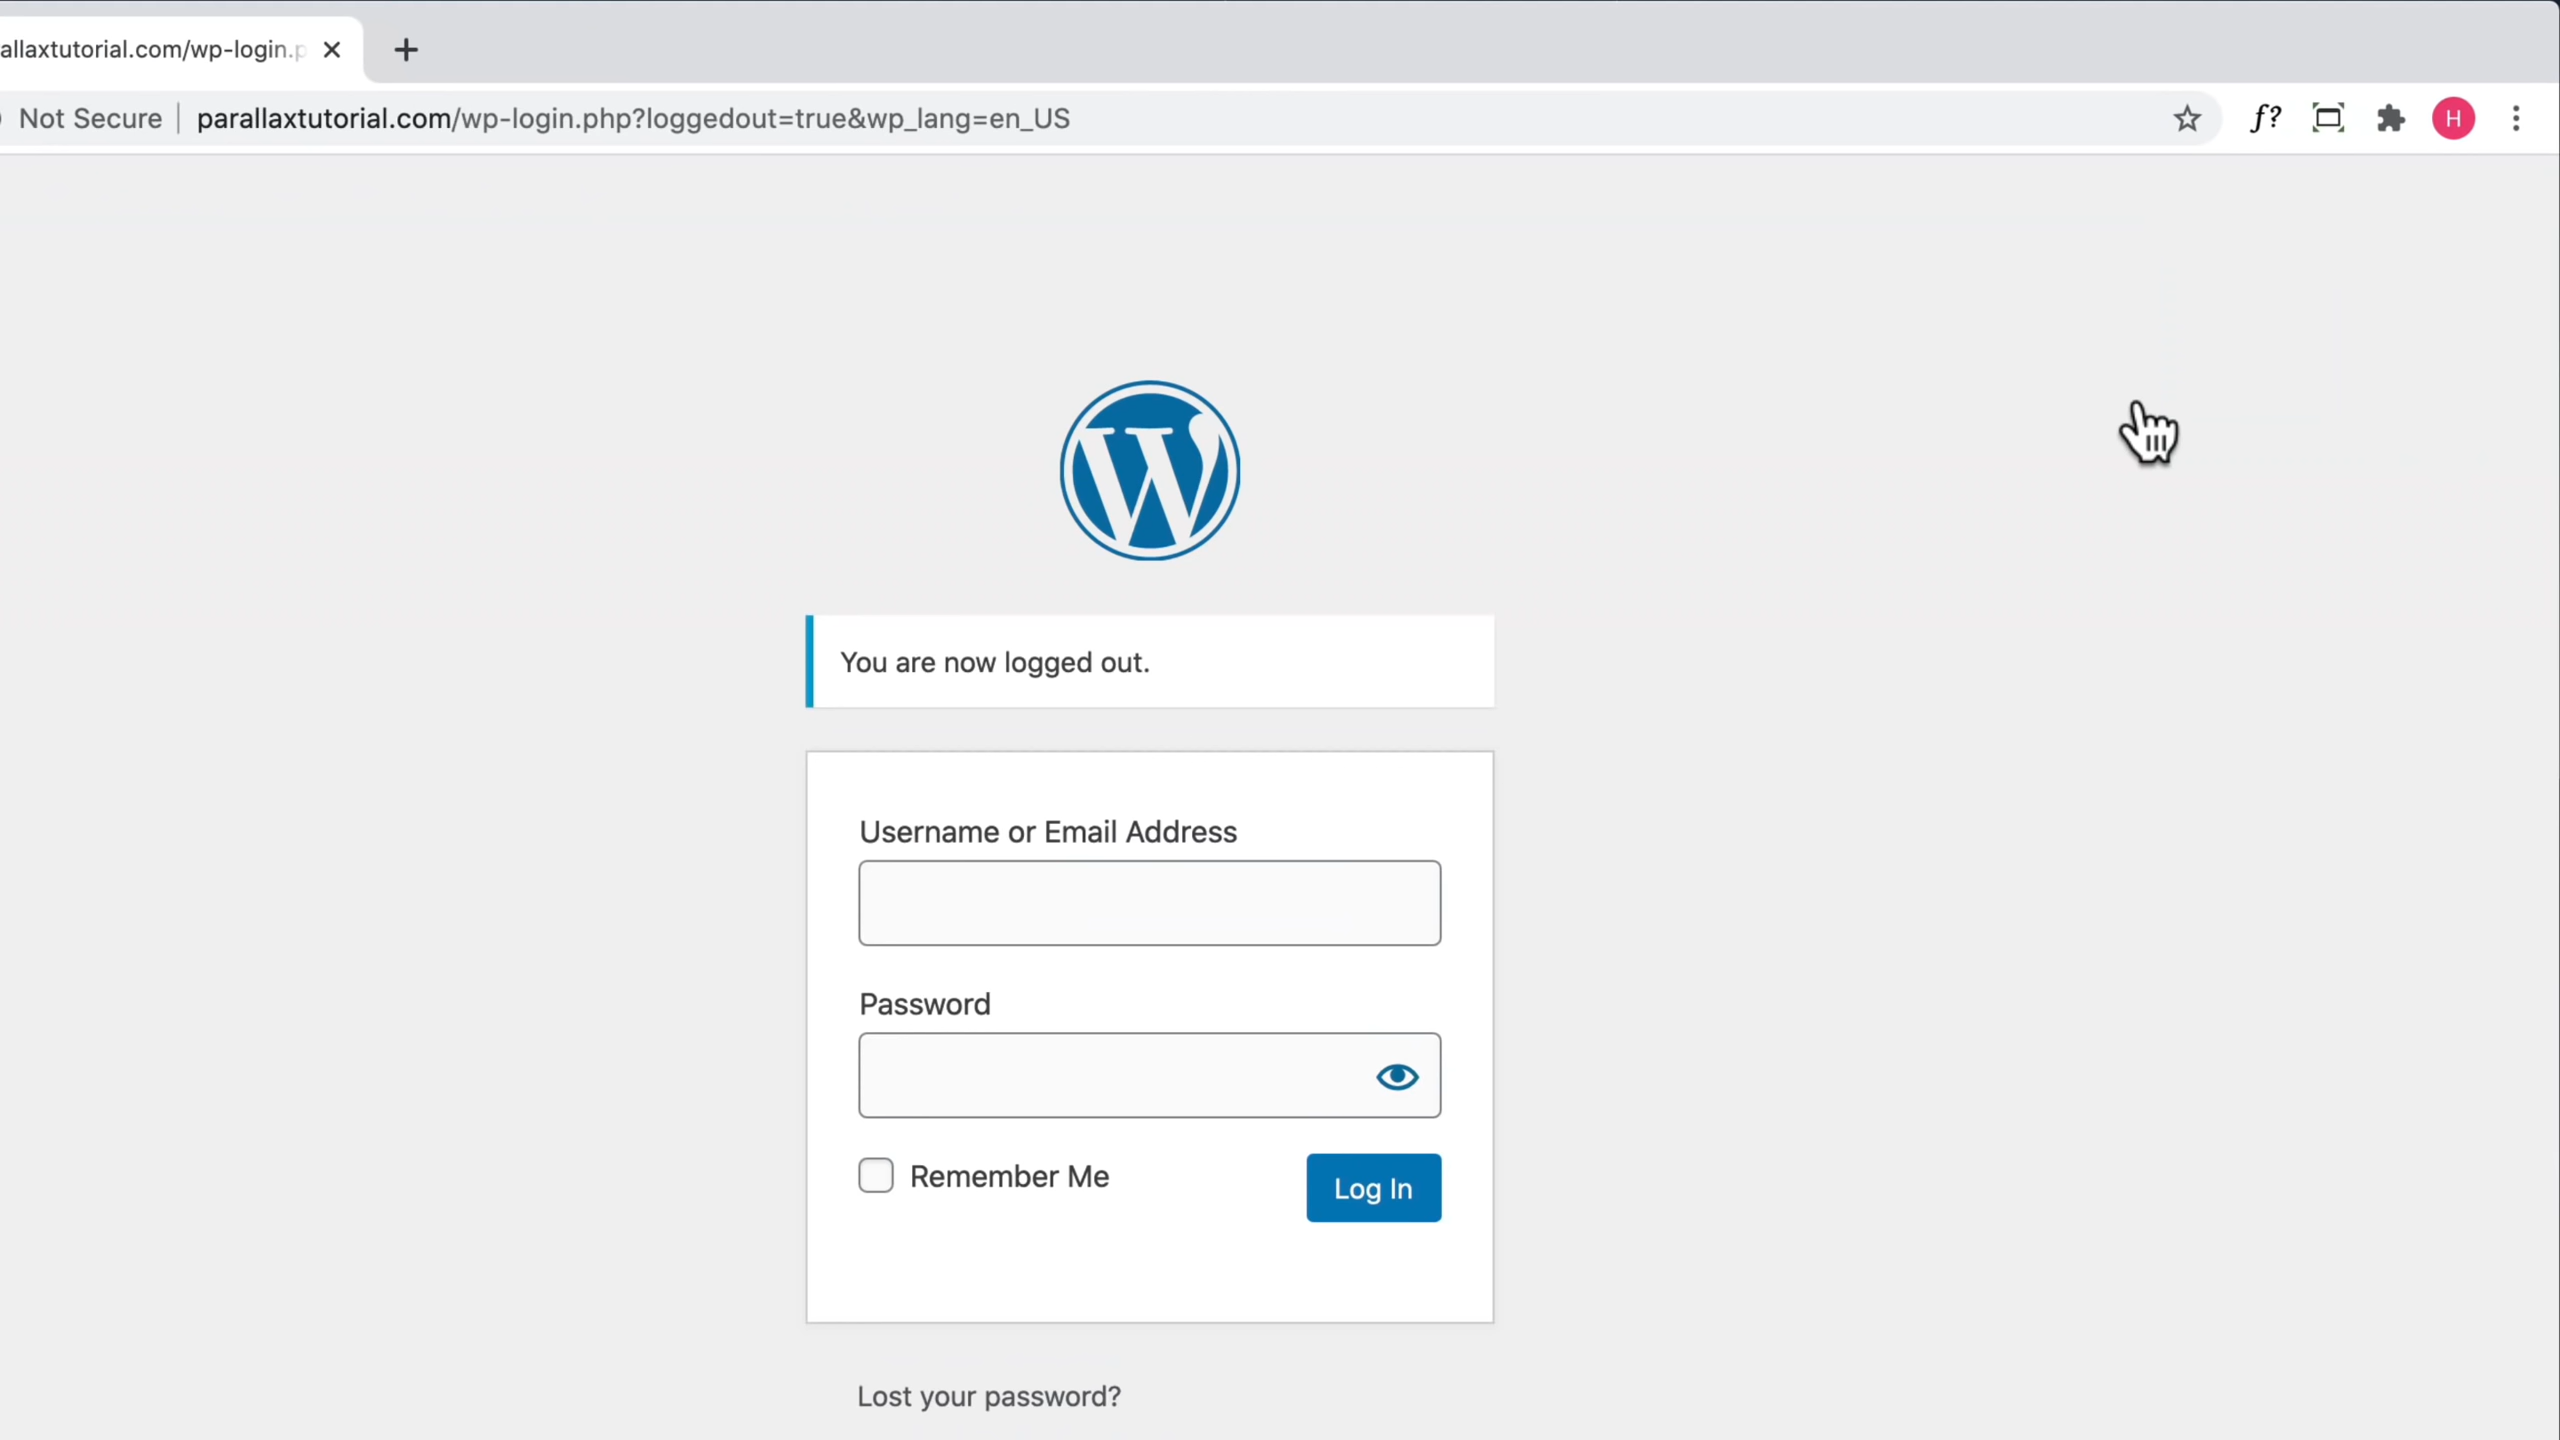 allaxtutorial.com/wp-login.p
Not Secure
parallaxtutorial.com/wp-login.php?loggedout=true&wp_lang=en_US
f?
H
W
You are now logged out.
Username or Email Address
Password
Remember Me
Log In
Lost your password?